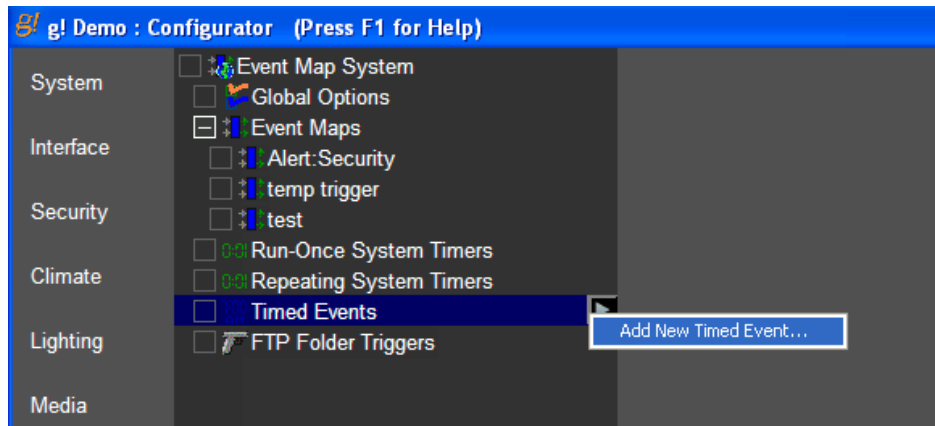 g! g! Demo : Configurator (Press F1 for Help)
System
Interface
Security
Climate
Lighting
Media
Event Map System
Global Options
Event Maps
Alert:Security
temp trigger
test
Run-Once System Timers
Repeating System Timers
Timed Events
FTP Folder Triggers
Add New Timed Event...